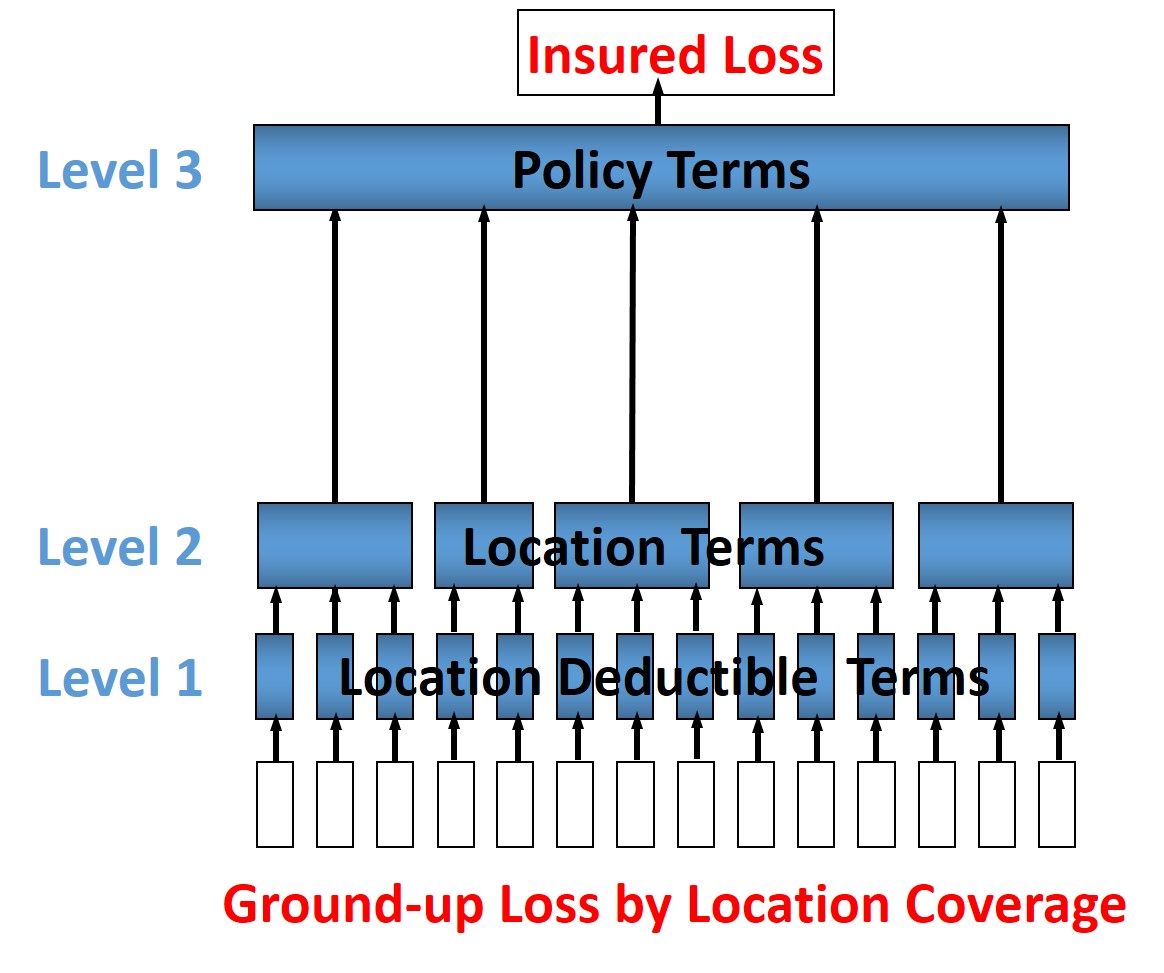 Insured Loss
Level 3
Policy Terms
Level 2
Location Terms
Level 1
Location Deductible Terms
Ground-up Loss by Location Coverage